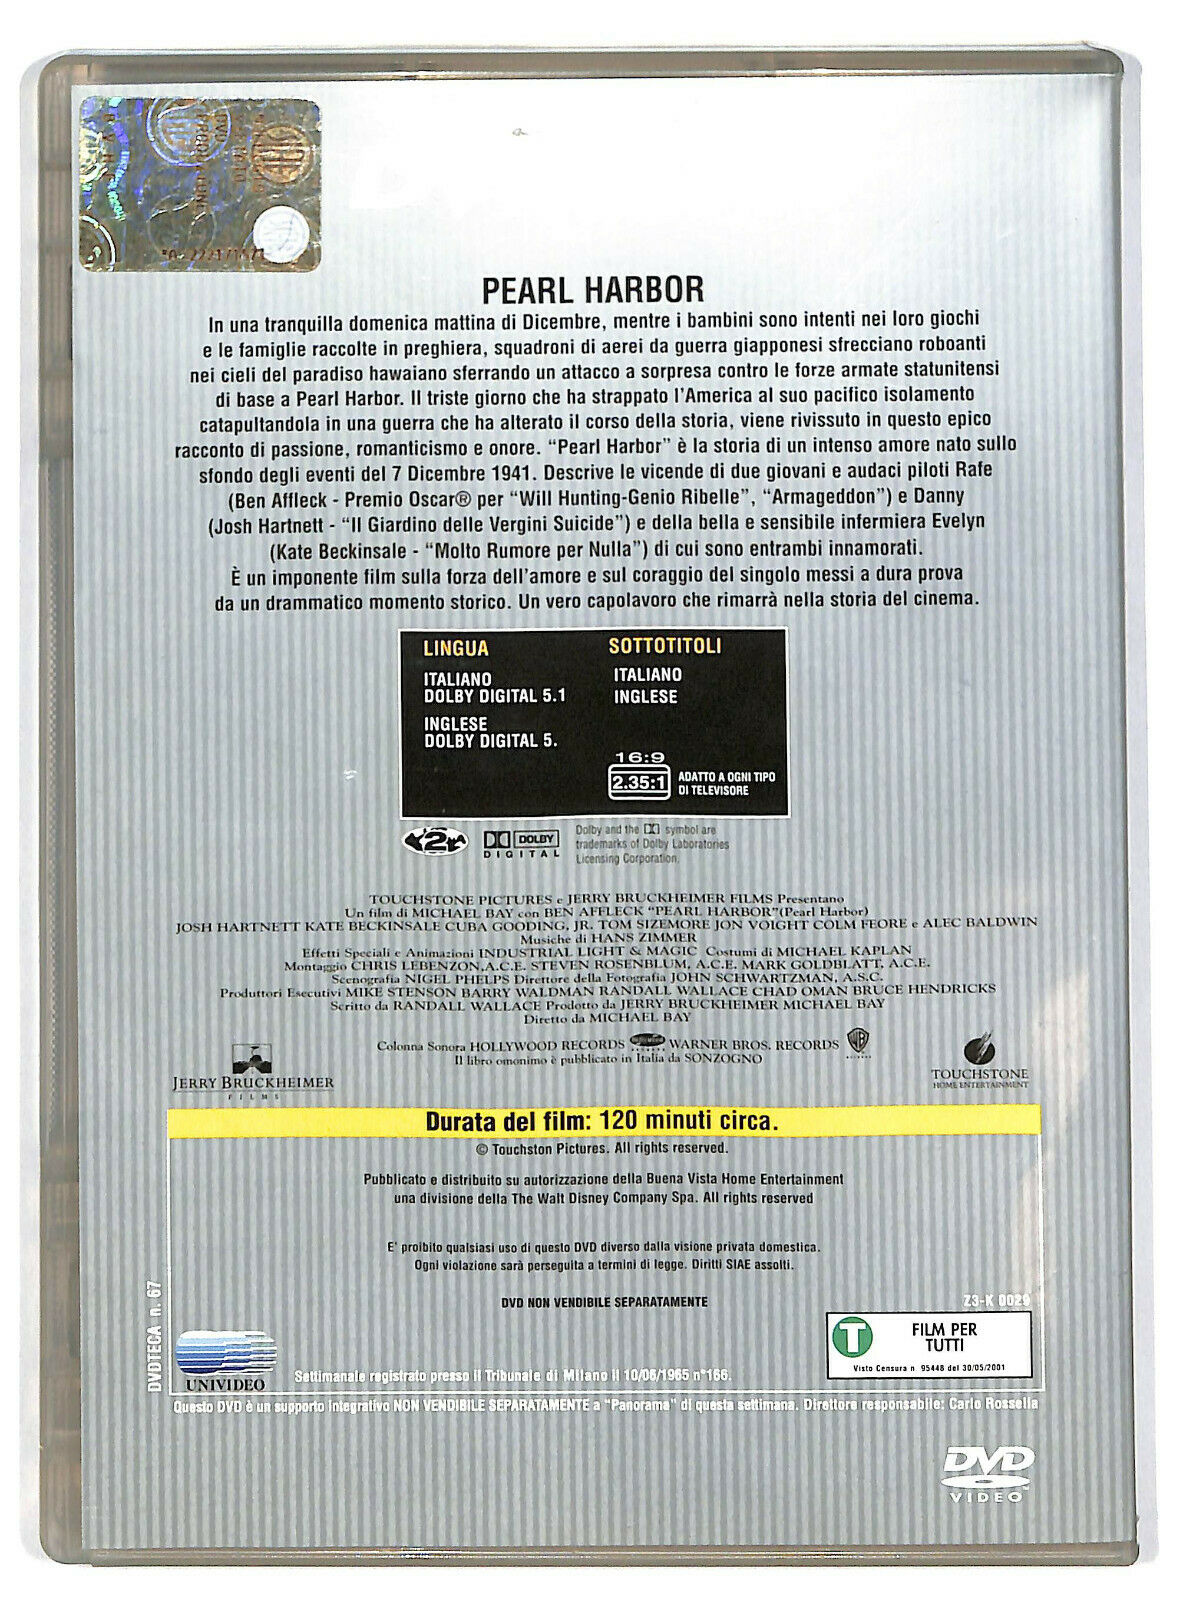 PEARL HARBOR
In una tranquilla domenica mattina di Dicembre, mentre i bambini sono intenti nei loro giochi
e le famiglie raccolte in preghiera, squadroni di aerei da guerra giapponesi sfrecciano roboanti
nei cieli del paradiso hawaiano sferrando un attacco a sorpresa contro le forze armate statunitensi
di base a Pearl Harbor. Il triste giorno che ha strappato l'America al suo pacifico isolamento
catapultandola in una guerra che ha alterato il corso della storia, viene rivissuto in questo epico
racconto di passione, romanticismo e onore. “Pearl Harbor” è la storia di un intenso amore nato sullo
sfondo degli eventi del 7 Dicembre 1941. Descrive le vicende di due giovani e audaci piloti Rafe
(Ben Affleck - Premio Oscar® per “Will Hunting-Genio Ribelle”, “Armageddon”) e Danny
(Josh Hartnett - “Il Giardino delle Vergini Suicide”) e della bella e sensibile infermiera Evelyn
(Kate Beckinsale - “Molto Rumore per Nulla”) di cui sono entrambi innamorati.
È un imponente film sulla forza dell'amore e sul coraggio del singolo messi a dura prova
da un drammatico momento storico. Un vero capolavoro che rimarrà nella storia del cinema.
LINGUA
ITALIANO
DOLBY DIGITAL 5.1
INGLESE
DOLBY DIGITAL 5.
SOTTOTITOLI
ITALIANO
INGLESE
16:9
2.35:1
ADATTO A OGNI TIPO
DI TELEVISORE
2
DOLBY
DIGITAL
Dolby and the DD symbol are
trademarks of Dolby Laboratories
Licensing Corporation.
TOUCHSTONE PICTURES e JERRY BRUCKHEIMER FILMS Presentano
Un film di MICHAEL BAY con BEN AFFLECK “PEARL HARBOR”(Pearl Harbor)
JOSH HARTNETT KATE BECKINSALE CUBA GOODING, JR. TOM SIZEMORE JON VOIGHT COLM FEORE e ALEC BALDWIN
Musiche di HANS ZIMMER
Effetti Speciali e Animazioni INDUSTRIAL LIGHT & MAGIC Costumi di MICHAEL KAPLAN
Montaggio CHRIS LEBENZON,A.C.E. STEVEN ROSENBLUM, A.C.E. MARK GOLDBLATT, A.C.E.
Scenografia NIGEL PHELPS Direttore della Fotografia JOHN SCHWARTZMAN, A.S.C.
Produttori Esecutivi MIKE STENSON BARRY WALDMAN RANDALL WALLACE CHAD OMAN BRUCE HENDRICKS
Scritto da RANDALL WALLACE Prodotto da JERRY BRUCKHEIMER MICHAEL BAY
Diretto da MICHAEL BAY
Colonna Sonora HOLLYWOOD RECORDS WARNER BROS. RECORDS
Il libro omonimo è pubblicato in Italia da SONZOGNO
JERRY BRUCKHEIMER
FILMS
TOUCHSTONE
HOME ENTERTAINMENT
Durata del film: 120 minuti circa.
© Touchston Pictures. All rights reserved.
Pubblicato e distribuito su autorizzazione della Buena Vista Home Entertainment
una divisione della The Walt Disney Company Spa. All rights reserved
E' proibito qualsiasi uso di questo DVD diverso dalla visione privata domestica.
Ogni violazione sarà perseguita a termini di legge. Diritti SIAE assolti.
DVD NON VENDIBILE SEPARATAMENTE
DVDTECA n. 67
Z3-K 0029
T
FILM PER
TUTTI
Visto Censura n. 95448 del 30/05/2001
UNIVIDEO
Settimanale registrato presso il Tribunale di Milano il 10/06/1965 n°166.
Questo DVD è un supporto integrativo NON VENDIBILE SEPARATAMENTE a “Panorama” di questa settimana. Direttore responsabile: Carlo Rossella
DVD
VIDEO